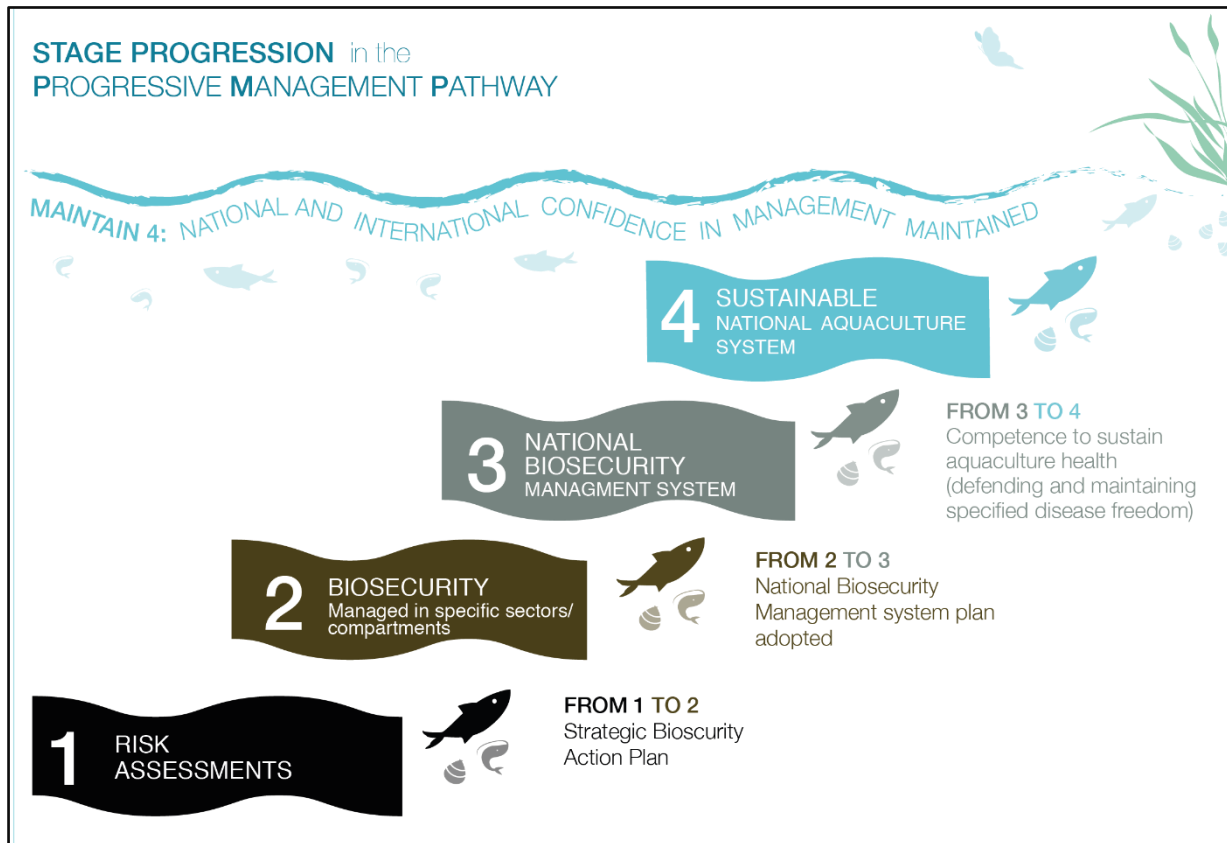 STAGE PROGRESSION in the
PROGRESSIVE MANAGEMENT PATHWAY
MAINTAIN 4: NATIONAL AND INTERNATIONAL CONFIDENCE IN MANAGEMENT MAINTAINED
4 SUSTAINABLE
NATIONAL AQUACULTURE
SYSTEM
FROM 3 TO 4
Competence to sustain
aquaculture health
(defending and maintaining
specified disease freedom)
3 NATIONAL
BIOSECURITY
MANAGMENT SYSTEM
FROM 2 TO 3
National Biosecurity
Management system plan
adopted
2 BIOSECURITY
Managed in specific sectors/
compartments
FROM 1 TO 2
Strategic Bioscurity
Action Plan
1 RISK
ASSESSMENTS